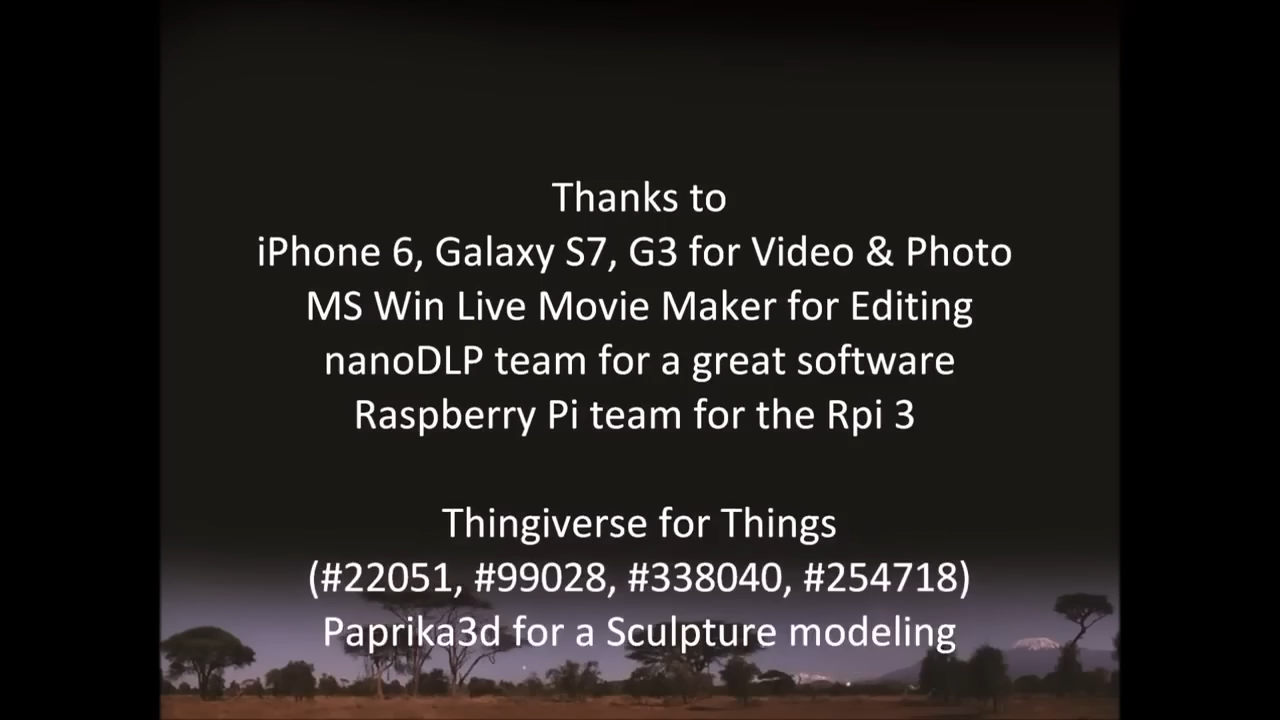 Thanks to
iPhone 6, Galaxy S7, G3 for Video & Photo
MS Win Live Movie Maker for Editing
nanoDLP team for a great software
Raspberry Pi team for the Rpi 3
Thingiverse for Things
(#22051, #99028, #338040, #254718)
Paprika3d for a Sculpture modeling